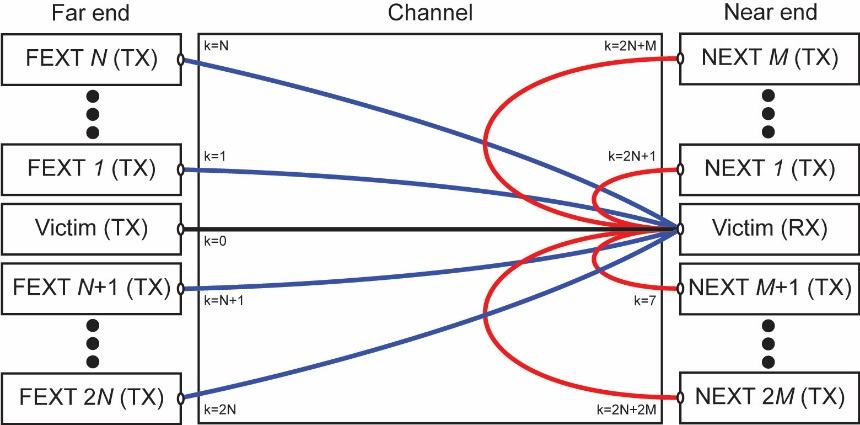 Far end Channel Near end
FEXT N (TX) k=N k=2N+M NEXT M (TX)
FEXT 1 (TX) k=1 k=2N+1 NEXT 1 (TX)
Victim (TX) k=0 Victim (RX)
FEXT N+1 (TX) k=N+1 k=7 NEXT M+1 (TX)
FEXT 2N (TX) k=2N k=2N+2M NEXT 2M (TX)